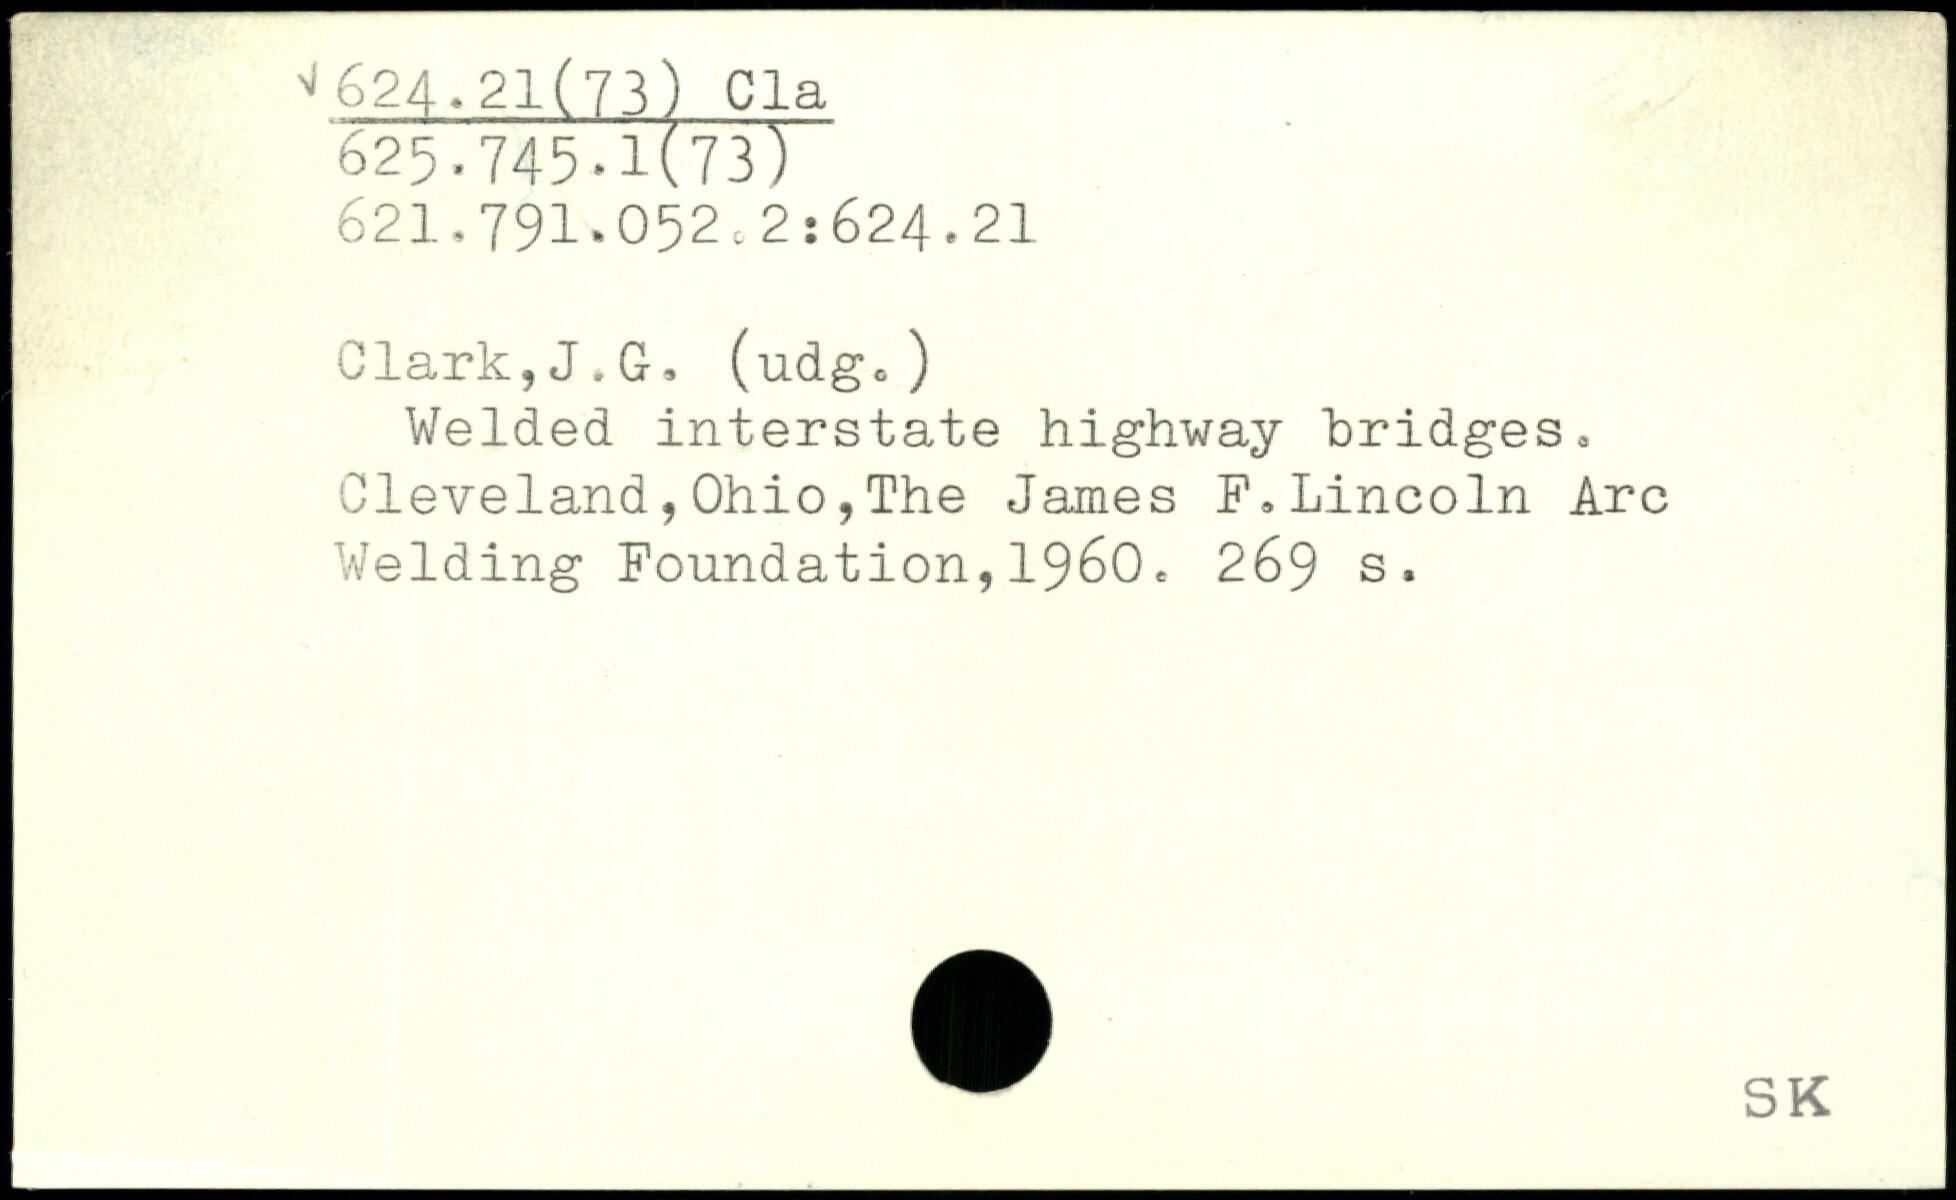 √624.21(73) Cla
625.745.1(73)
621.791.052.2:624.21
Clark,J.G. (udg.)
Welded interstate highway bridges.
Cleveland,Ohio,The James F.Lincoln Arc
Welding Foundation,1960. 269 s.
SK